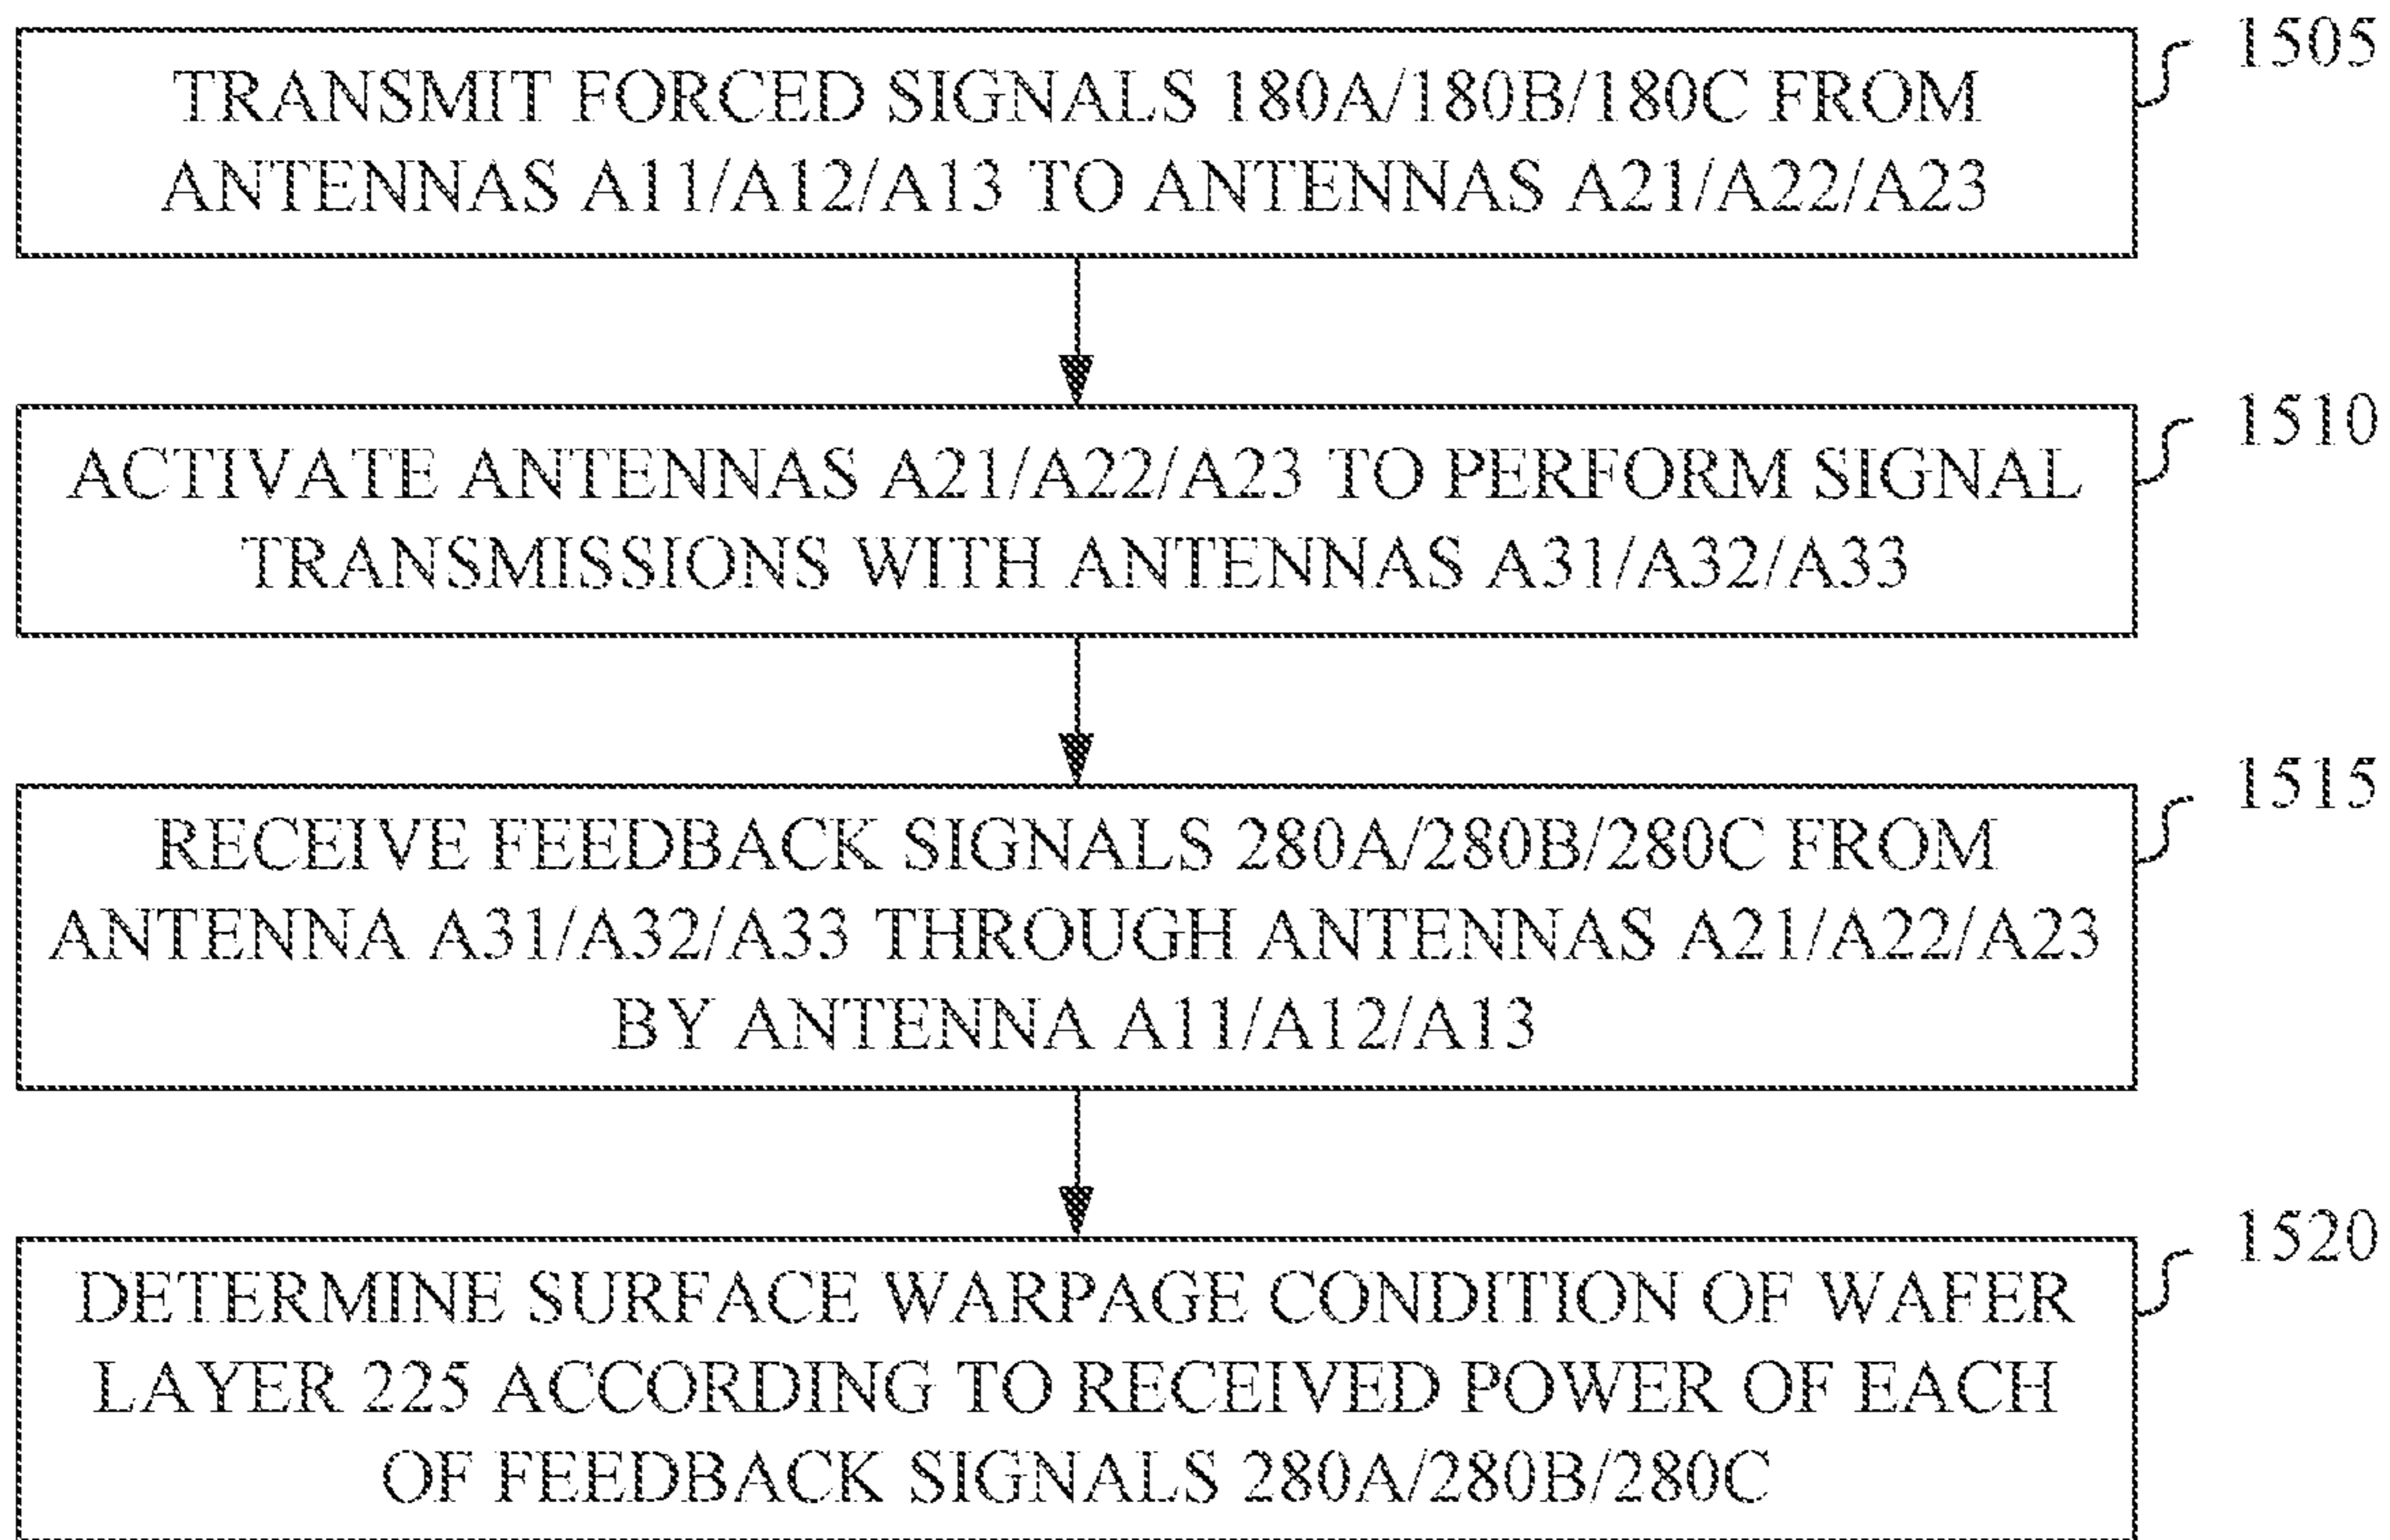 1505
TRANSMIT FORCED SIGNALS 180A/180B/180C FROM
ANTENNAS A11/A12/A13 TO ANTENNAS A21/A22/A23
1510
ACTIVATE ANTENNAS A21/A22/A23 TO PERFORM SIGNAL
TRANSMISSIONS WITH ANTENNAS A31/A32/A33
1515
RECEIVE FEEDBACK SIGNALS 280A/280B/280C FROM
ANTENNA A31/A32/A33 THROUGH ANTENNAS A21/A22/A23
BY ANTENNA A11/A12/A13
1520
DETERMINE SURFACE WARPAGE CONDITION OF WAFER
LAYER 225 ACCORDING TO RECEIVED POWER OF EACH
OF FEEDBACK SIGNALS 280A/280B/280C